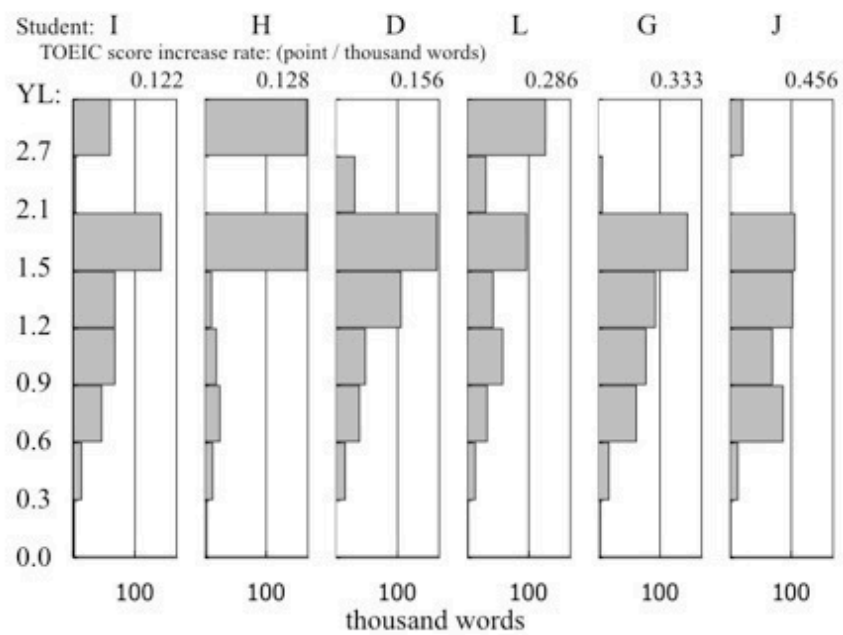 Student: I H D L G J
TOEIC score increase rate: (point / thousand words)
YL: 0.122 0.128 0.156 0.286 0.333 0.456
2.7
2.1
1.5
1.2
0.9
0.6
0.3
0.0
100 100 100 100 100 100
thousand words